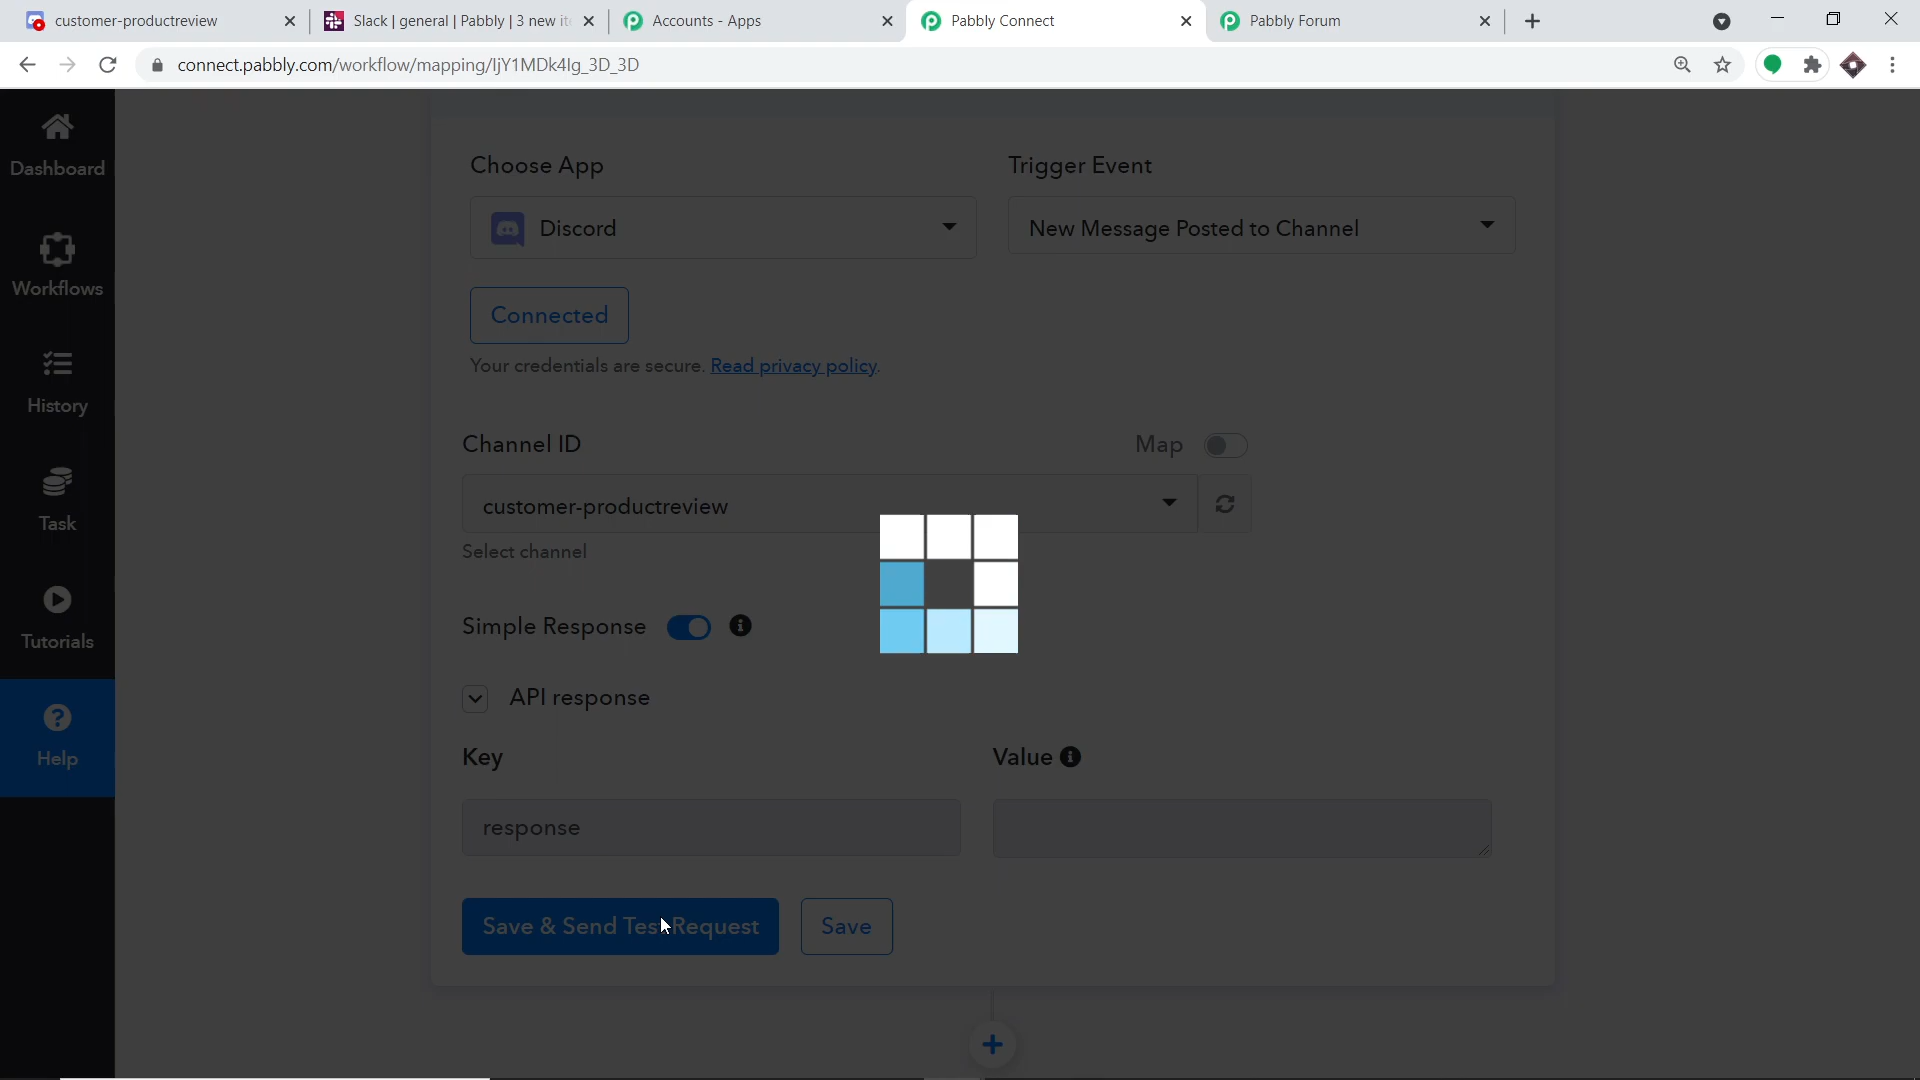 customer-productreview
Slack | general | Pabbly | 3 new it
Accounts - Apps
Pabbly Connect
Pabbly Forum
connect.pabbly.com/workflow/mapping/IjY1MDk4Ig_3D_3D
Dashboard
Workflows
History
Task
Tutorials
Help
Choose App
Trigger Event
Discord
New Message Posted to Channel
Connected
Your credentials are secure. Read privacy policy.
Channel ID
Map
customer-productreview
Select channel
Simple Response
API response
Key
Value
response
Save & Send Test Request
Save